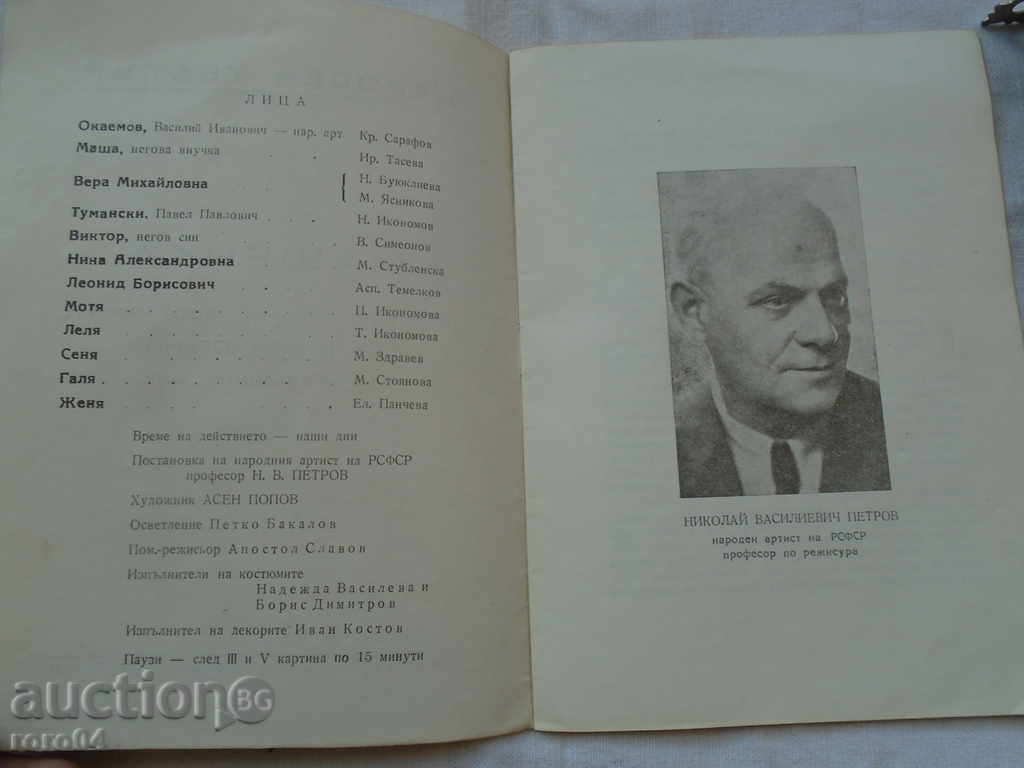 ЛИЦА
Окаемов, Василий Иванович — нар. арт. Кр. Сарафов
Маша, негова внучка . . Ир. Тасева
Вера Михайловна . . { Н. Буюклиева
М. Ясникова
Тумански, Павел Павлович . . . . Н. Икономов
Виктор, негов син . . . В. Симеонов
Нина Александровна . . . М. Стубленска
Леонид Борисович . . . Асп. Темелков
Мотя . . . . . . П. Икономова
Леля . . . . . . Т. Икономова
Сеня . . . . . . М. Здравев
Галя . . . . . . М. Стоянова
Женя . . . . . . Ел. Панчева
Време на действието — наши дни
Постановка на народния артист на РСФСР
професор Н. В. ПЕТРОВ
Художник АСЕН ПОПОВ
Осветление Петко Бакалов
Пом.-режисьор Апостол Славов
Изпълнители на костюмите
Надежда Василева и
Борис Димитров
Изпълнител на декорите Иван Костов
Паузи — след III и V картина по 15 минути
НИКОЛАЙ ВАСИЛИЕВИЧ ПЕТРОВ
народен артист на РСФСР
професор по режисура
auction BG
roro04